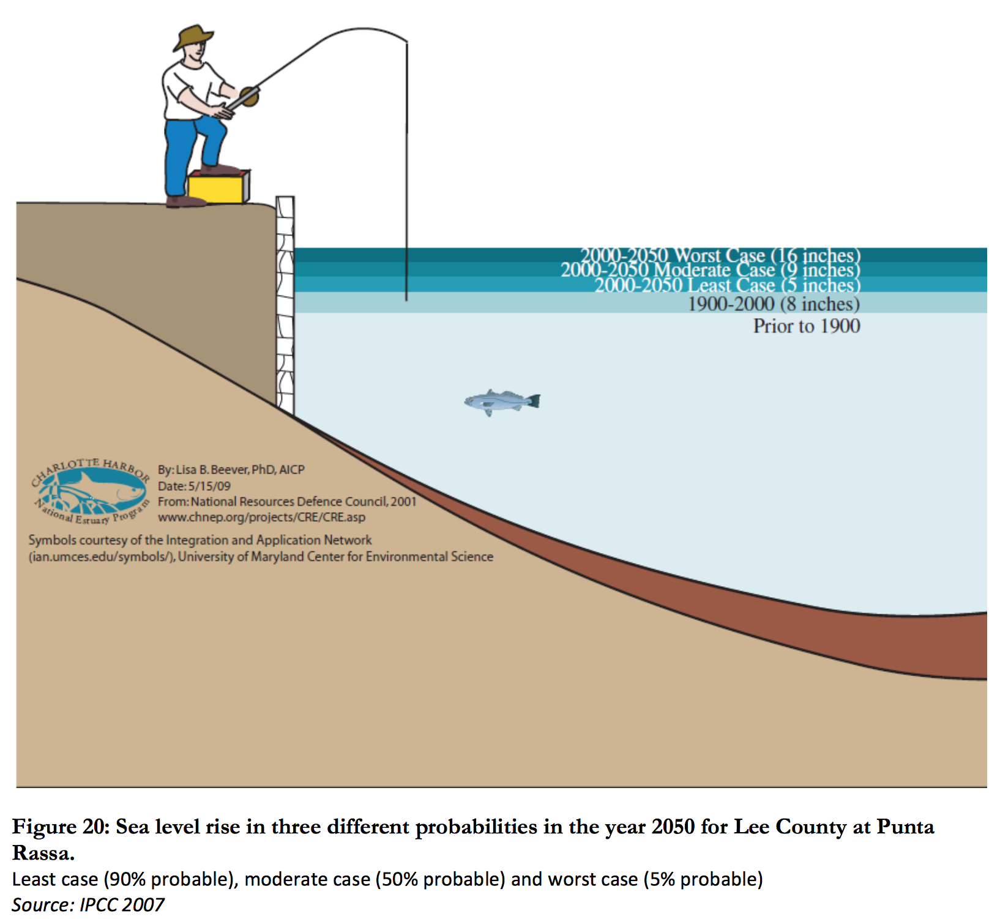 2000-2050 Worst Case (16 inches)
2000-2050 Moderate Case (9 inches)
2000-2050 Least Case (5 inches)
1900-2000 (8 inches)
Prior to 1900
CHARLOTTE HARBOR
National Estuary Program
By: Lisa B. Beever, PhD, AICP
Date: 5/15/09
From: National Resources Defence Council, 2001
www.chnep.org/projects/CRE/CRE.asp
Symbols courtesy of the Integration and Application Network
(ian.umces.edu/symbols/), University of Maryland Center for Environmental Science
Figure 20: Sea level rise in three different probabilities in the year 2050 for Lee County at Punta
Rassa.
Least case (90% probable), moderate case (50% probable) and worst case (5% probable)
Source: IPCC 2007